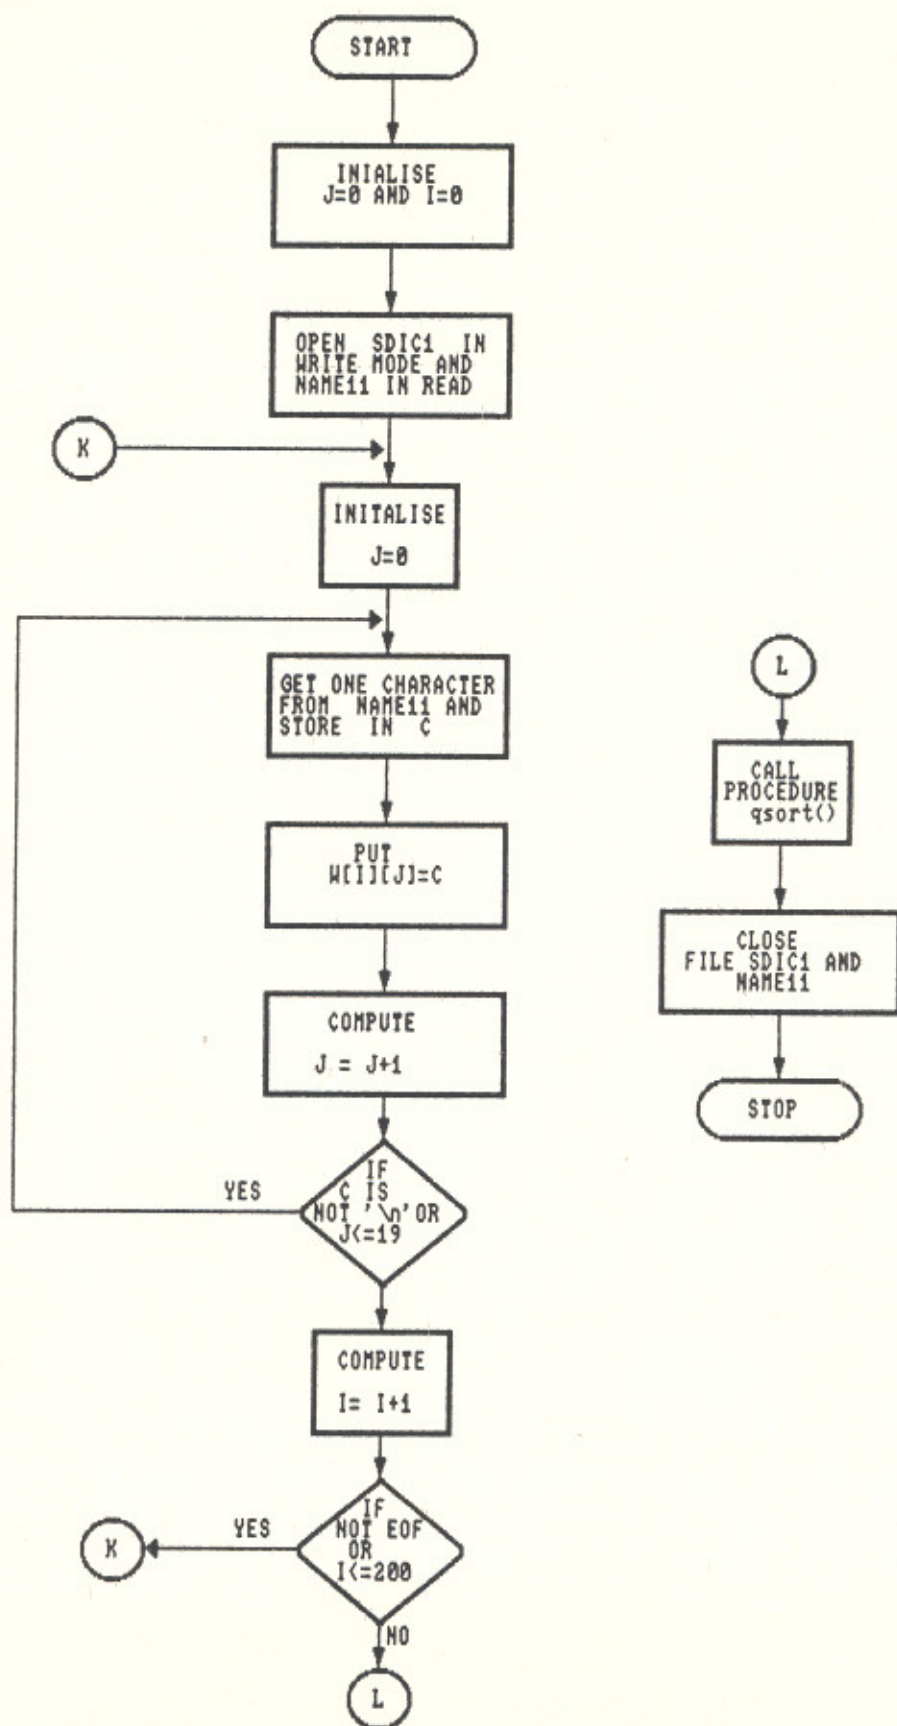 START
INIALISE
J=0 AND I=0
OPEN SDIC1 IN
WRITE MODE AND
NAME11 IN READ
K
INITALISE
J=0
GET ONE CHARACTER
FROM NAME11 AND
STORE IN C
PUT
W[I][J]=C
COMPUTE
J = J+1
IF
C IS
NOT '\n' OR
J<=19
YES
COMPUTE
I= I+1
IF
NOT EOF
OR
I<=200
YES
K
NO
L
L
CALL
PROCEDURE
qsort()
CLOSE
FILE SDIC1 AND
NAME11
STOP